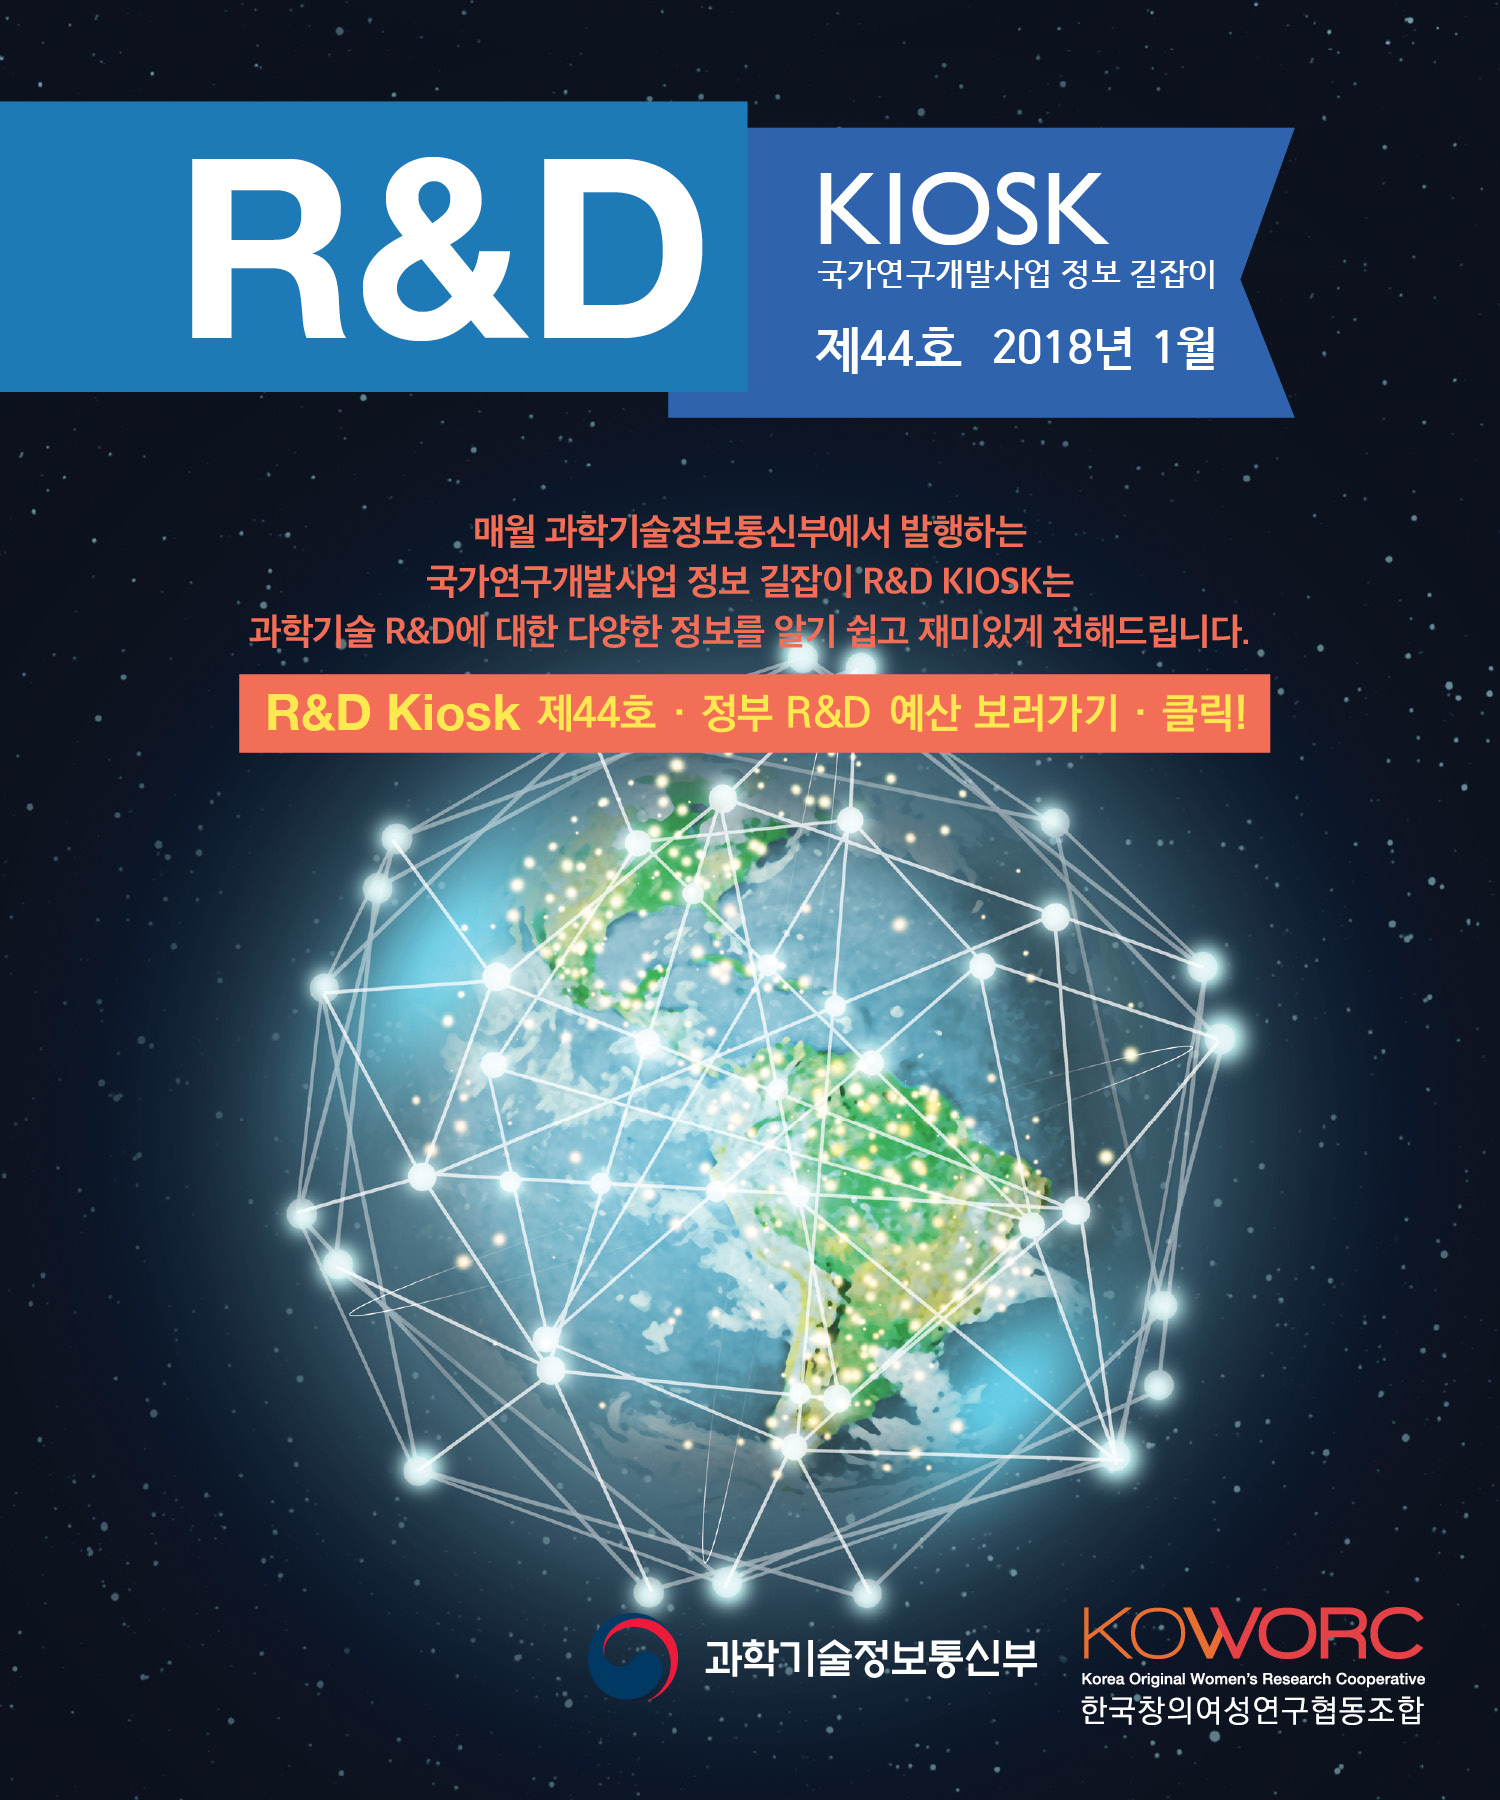 R&D
KIOSK
국가연구개발사업 정보 길잡이
제44호 2018년 1월
매월 과학기술정보통신부에서 발행하는
국가연구개발사업 정보 길잡이 R&D KIOSK는
과학기술 R&D에 대한 다양한 정보를 알기 쉽고 재미있게 전해드립니다.
R&D Kiosk 제44호 · 정부 R&D 예산 보러가기 · 클릭!
과학기술정보통신부
KOWORC
Korea Original Women's Research Cooperative
한국창의여성연구협동조합